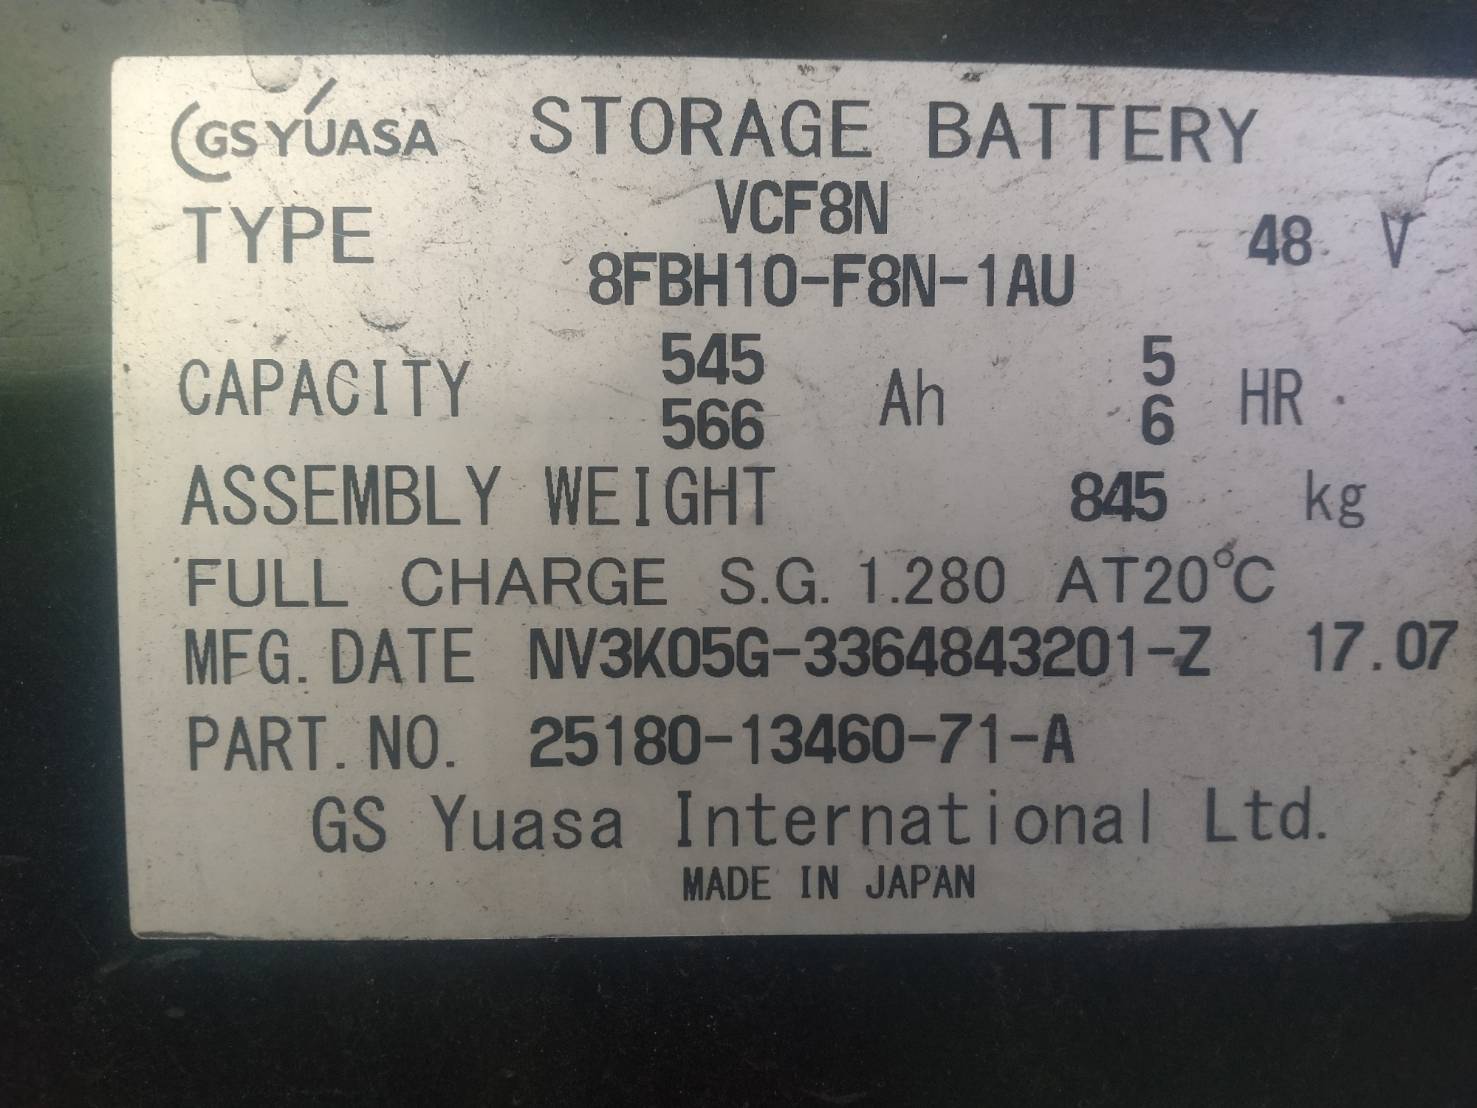 GS YUASA STORAGE BATTERY
TYPE VCF8N 48 V
8FBH10-F8N-1AU
CAPACITY 545 Ah 5 HR.
566 6
ASSEMBLY WEIGHT 845 kg
FULL CHARGE S.G. 1.280 AT20°C
MFG. DATE NV3K05G-3364843201-Z 17.07
PART. NO. 25180-13460-71-A
GS Yuasa International Ltd.
MADE IN JAPAN